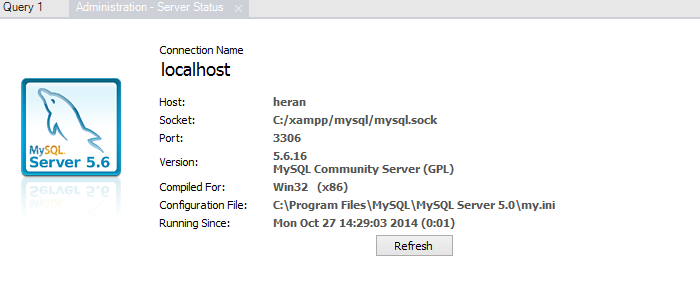 Query 1 Administration - Server Status ×
Connection Name
localhost
Host: heran
Socket: C:/xampp/mysql/mysql.sock
Port: 3306
Version: 5.6.16
MySQL Community Server (GPL)
Compiled For: Win32 (x86)
Configuration File: C:\Program Files\MySQL\MySQL Server 5.0\my.ini
Running Since: Mon Oct 27 14:29:03 2014 (0:01)
Refresh
MySQL
Server 5.6